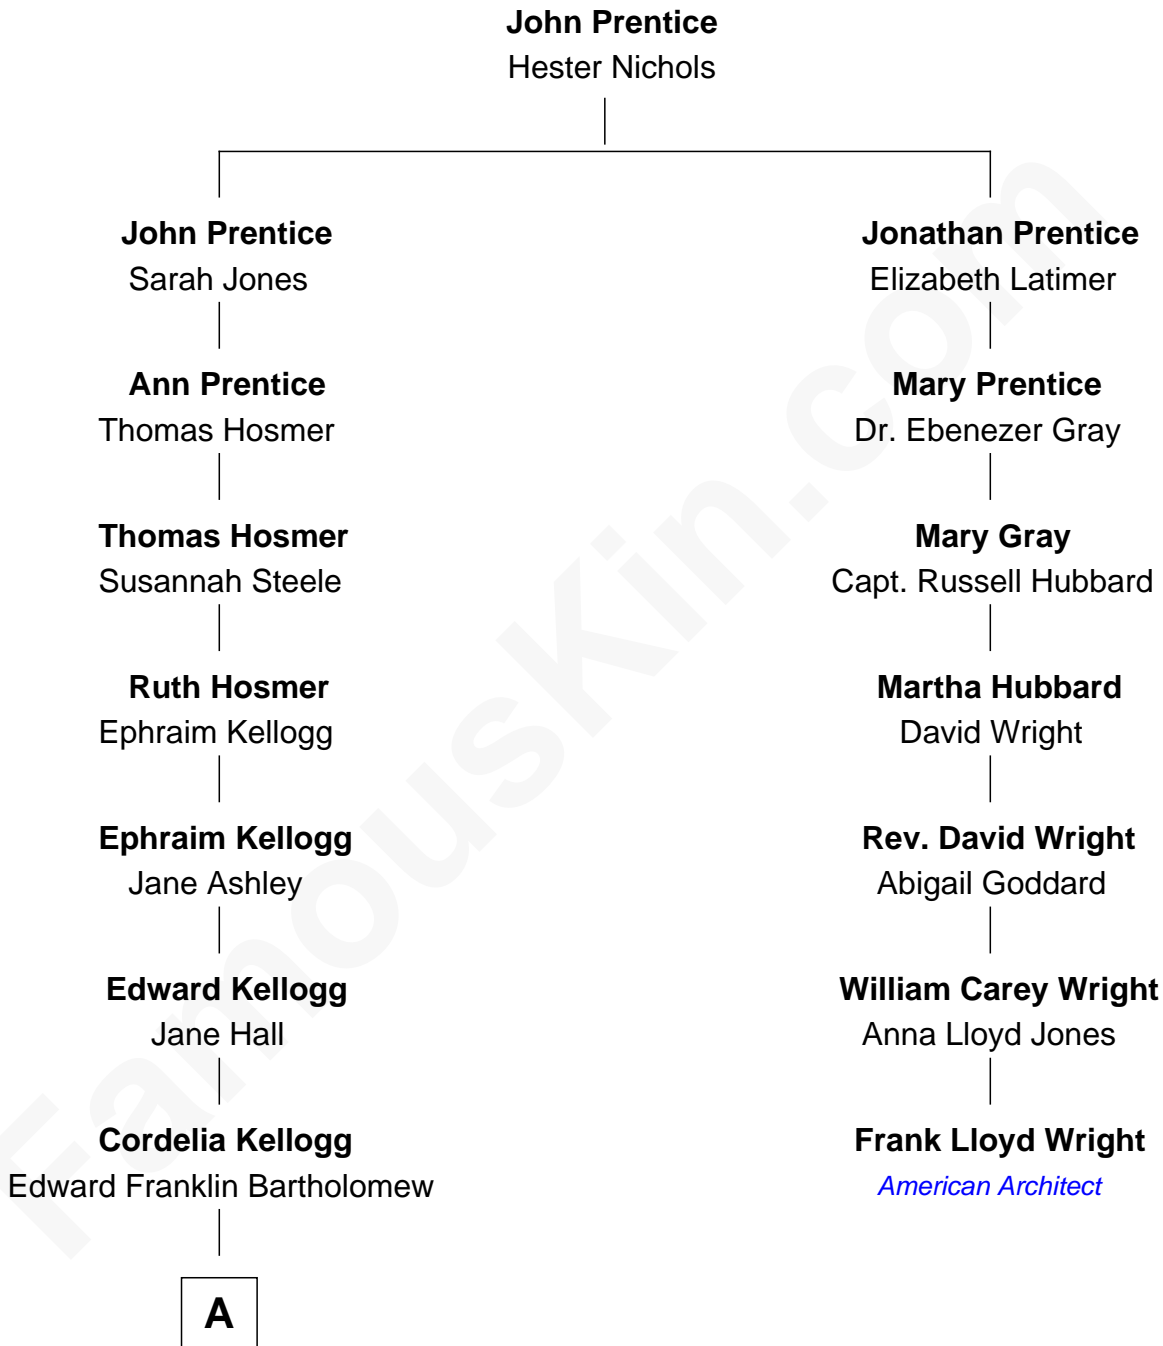 John Prentice
Hester Nichols
John Prentice
Sarah Jones
Jonathan Prentice
Elizabeth Latimer
Ann Prentice
Thomas Hosmer
Mary Prentice
Dr. Ebenezer Gray
Thomas Hosmer
Susannah Steele
Mary Gray
Capt. Russell Hubbard
Ruth Hosmer
Ephraim Kellogg
Martha Hubbard
David Wright
Ephraim Kellogg
Jane Ashley
Rev. David Wright
Abigail Goddard
Edward Kellogg
Jane Hall
William Carey Wright
Anna Lloyd Jones
Cordelia Kellogg
Edward Franklin Bartholomew
Frank Lloyd Wright
American Architect
A
FamousKin.com